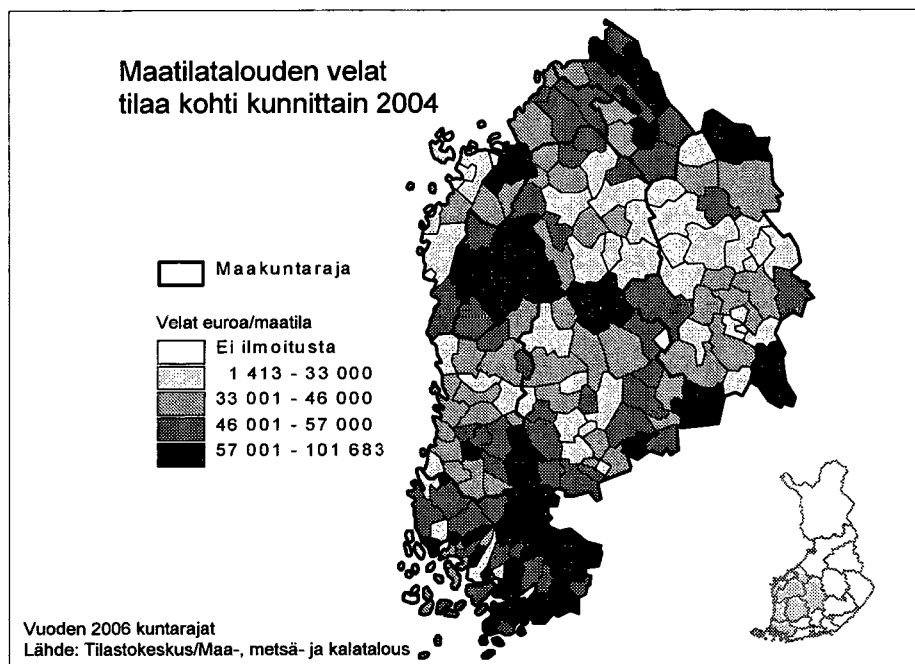 Maatilatalouden velat
tilaa kohti kunnittain 2004
Maakuntaraja
Velat euroa/maatila
Ei ilmoitusta
1 413 - 33 000
33 001 - 46 000
46 001 - 57 000
57 001 - 101 683
Vuoden 2006 kuntarajat
Lähde: Tilastokeskus/Maa-, metsä- ja kalatalous